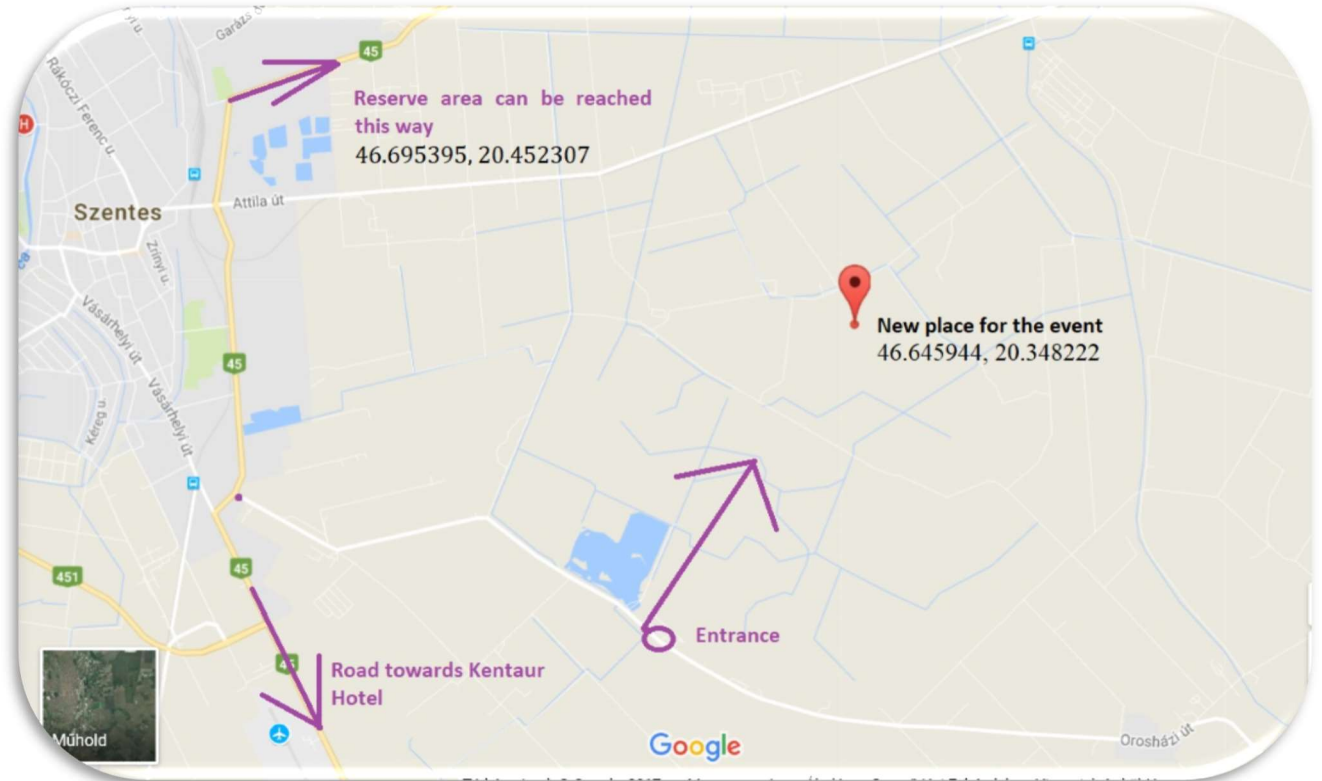 Garázs
45
Rákóczi Ferenc u.
Reserve area can be reached
this way
46.695395, 20.452307
H
Attila út
Szentes
Zrínyi u.
New place for the event
46.645944, 20.348222
Vásárhelyi út
45
Vásárhelyi út
Kéreg u.
45
451
Entrance
Road towards Kentaur
Hotel
Műhold
Google
Orosházi út